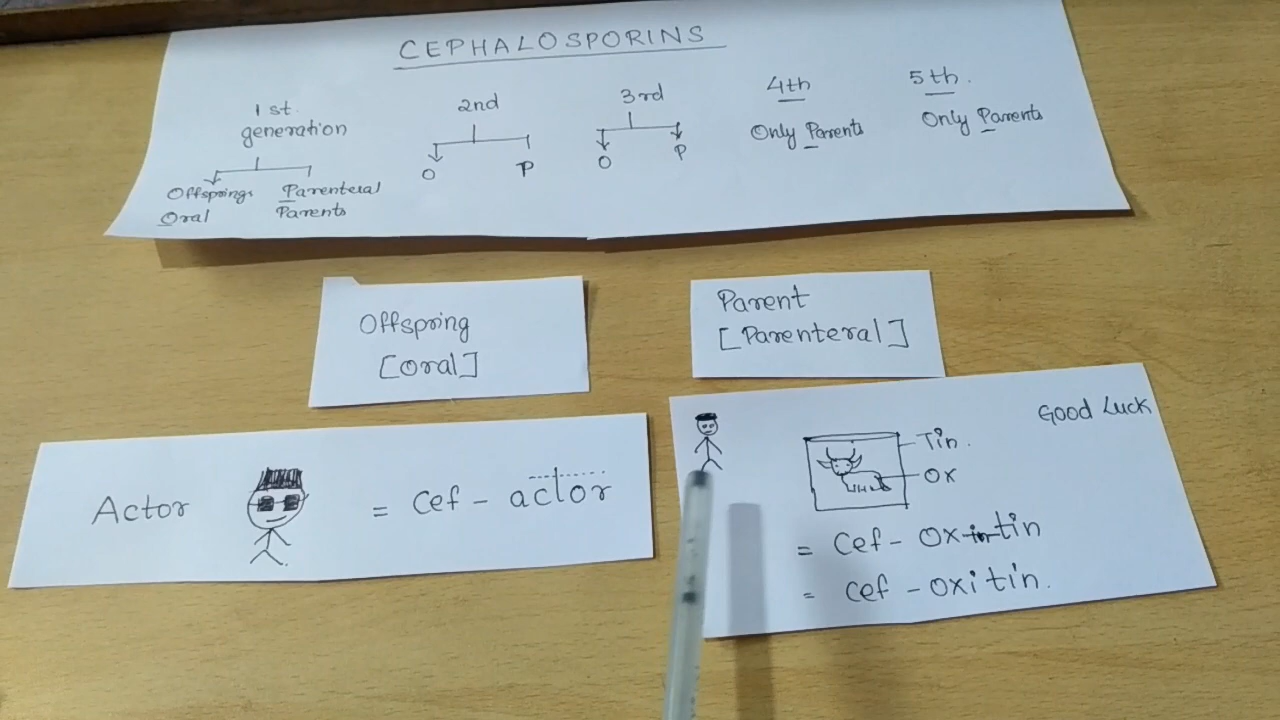 CEPHALOSPORINS
1st
generation
Offsprings
Oral
Parenteral
Parents
2nd
O
P
3rd
O
P
4th
Only Parents
5th.
Only Parents
Offspring
[Oral]
Parent
[Parenteral]
Actor
= Cef - actor
Good Luck
Tin.
OX
= Cef - OX in tin
= cef - oxitin.